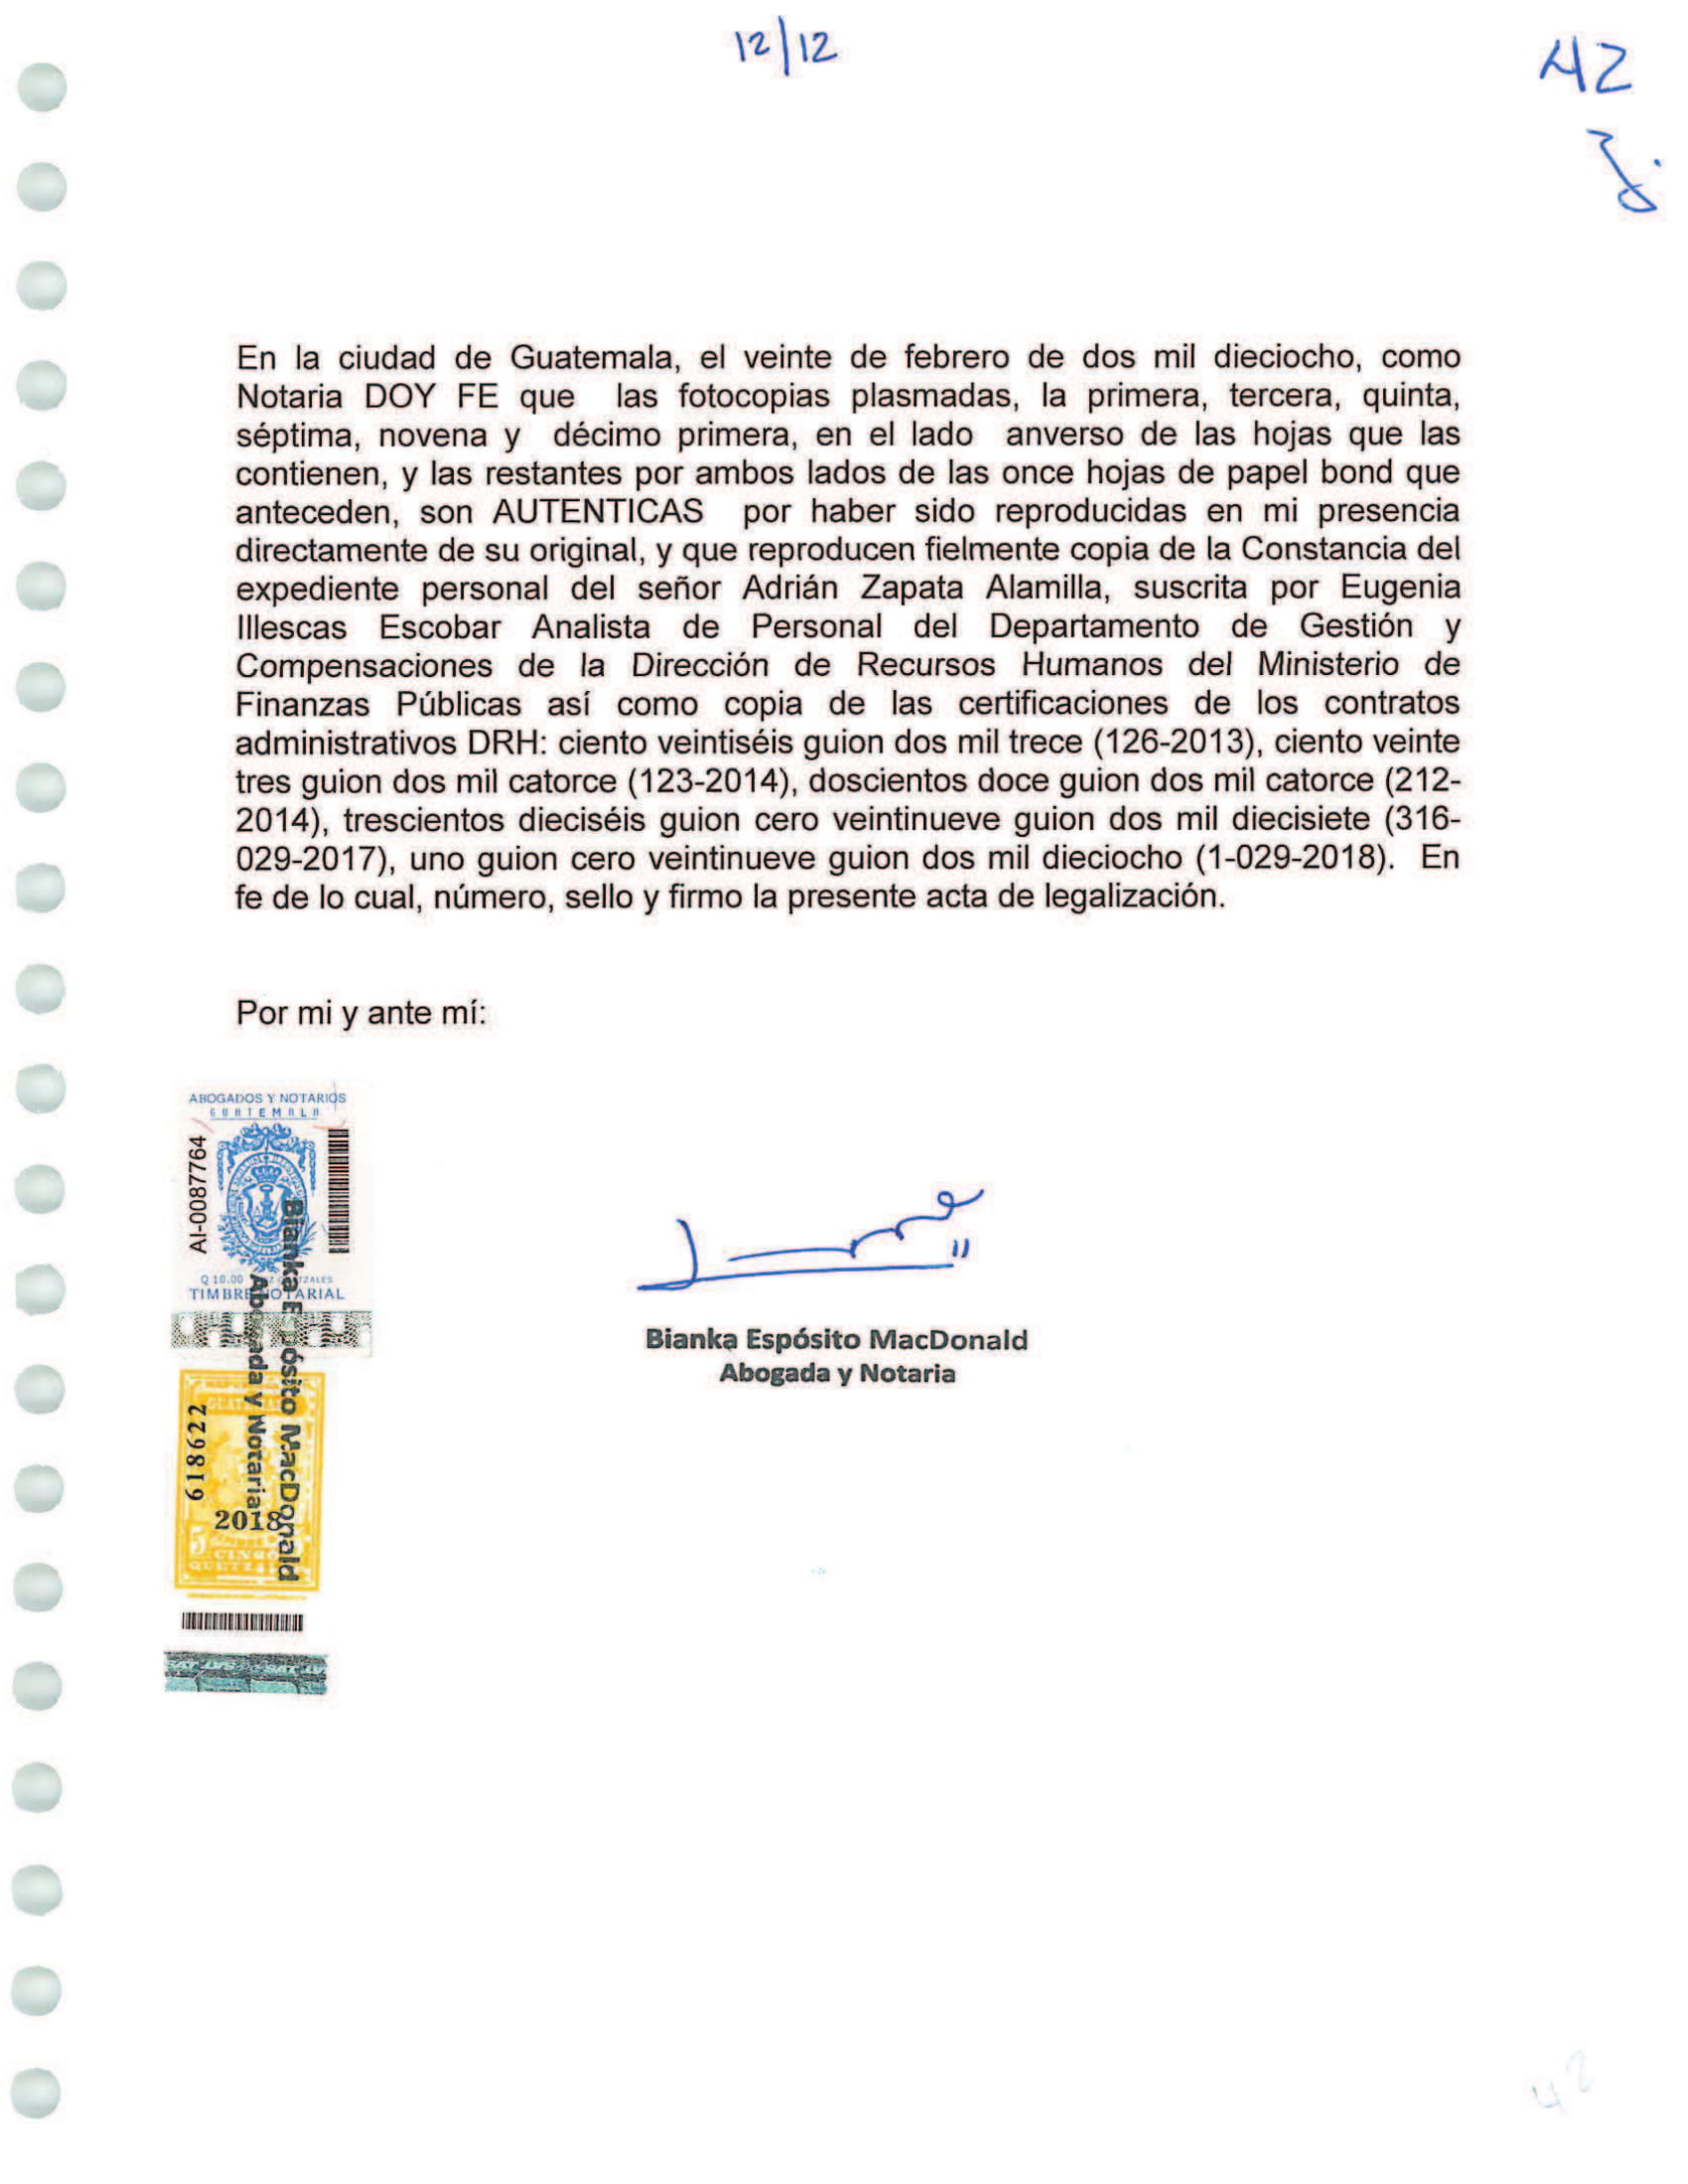 12/12
42
En la ciudad de Guatemala, el veinte de febrero de dos mil dieciocho, como
Notaria DOY FE que las fotocopias plasmadas, la primera, tercera, quinta,
séptima, novena y décimo primera, en el lado anverso de las hojas que las
contienen, y las restantes por ambos lados de las once hojas de papel bond que
anteceden, son AUTENTICAS por haber sido reproducidas en mi presencia
directamente de su original, y que reproducen fielmente copia de la Constancia del
expediente personal del señor Adrián Zapata Alamilla, suscrita por Eugenia
Illescas Escobar Analista de Personal del Departamento de Gestión y
Compensaciones de la Dirección de Recursos Humanos del Ministerio de
Finanzas Públicas así como copia de las certificaciones de los contratos
administrativos DRH: ciento veintiséis guion dos mil trece (126-2013), ciento veinte
tres guion dos mil catorce (123-2014), doscientos doce guion dos mil catorce (212-
2014), trescientos dieciséis guion cero veintinueve guion dos mil diecisiete (316-
029-2017), uno guion cero veintinueve guion dos mil dieciocho (1-029-2018). En
fe de lo cual, número, sello y firmo la presente acta de legalización.
Por mi y ante mí:
ABOGADOS Y NOTARIOS
GUATEMALA
AI-0087764
Q 10.00
TIMBRE NOTARIAL
Bianka Espósito MacDonald
Abogada y Notaria
618622
2018
5
CINCO
Bianka Espósito MacDonald
Abogada y Notaria
42